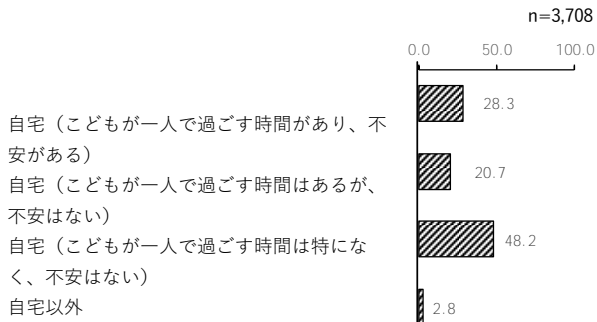 n=3,708
0.0 50.0 100.0
28.3
自宅（こどもが一人で過ごす時間があり、不
安がある）
20.7
自宅（こどもが一人で過ごす時間はあるが、
不安はない）
48.2
自宅（こどもが一人で過ごす時間は特にな
く、不安はない）
自宅以外
2.8